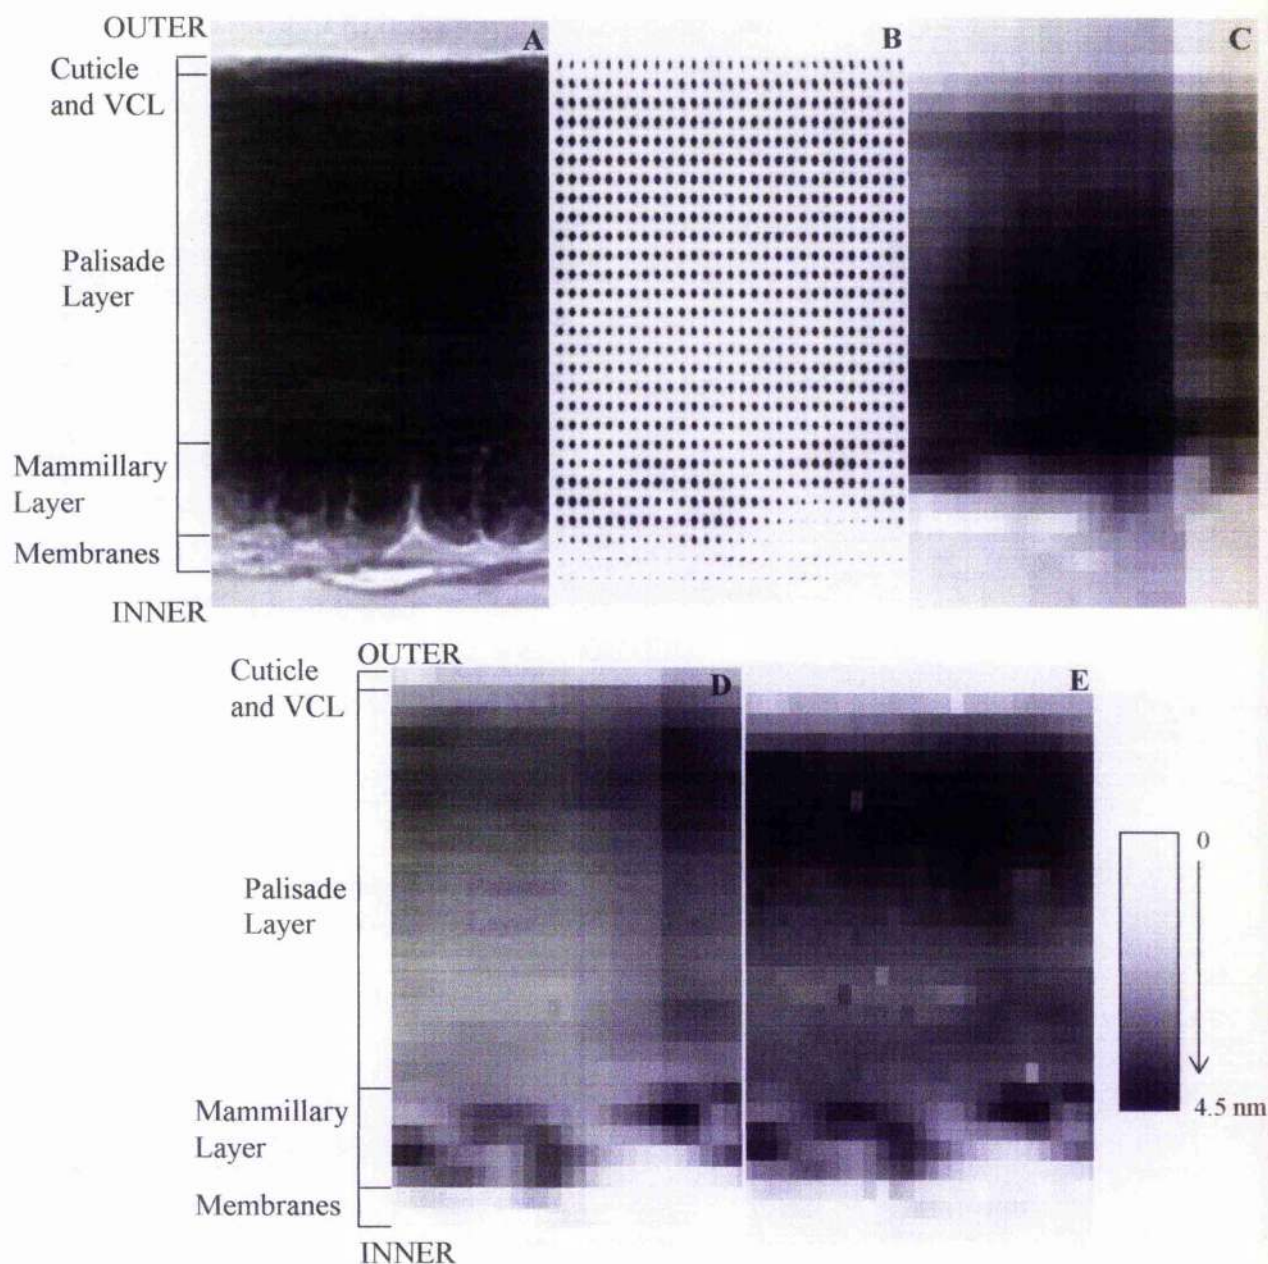 OUTER
A
B
C
Cuticle
and VCL
Palisade
Layer
Mammillary
Layer
Membranes
INNER
OUTER
D
E
Cuticle
and VCL
Palisade
Layer
0
4.5 nm
Mammillary
Layer
Membranes
INNER